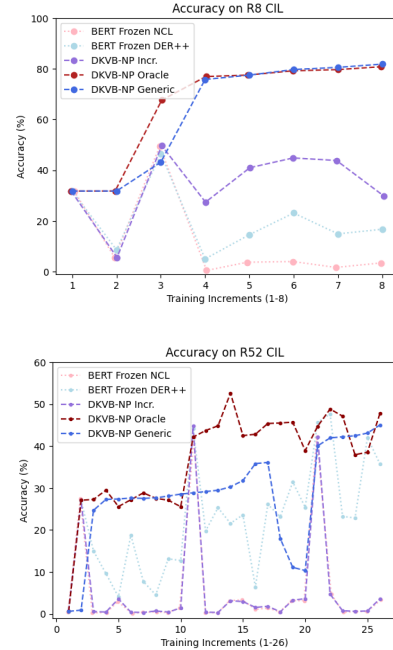 Accuracy on R8 CIL
100
80
60
40
20
0
Accuracy (%)
BERT Frozen NCL
BERT Frozen DER++
DKVB-NP Incr.
DKVB-NP Oracle
DKVB-NP Generic
1 2 3 4 5 6 7 8
Training Increments (1-8)
Accuracy on R52 CIL
60
50
40
30
20
10
0
Accuracy (%)
BERT Frozen NCL
BERT Frozen DER++
DKVB-NP Incr.
DKVB-NP Oracle
DKVB-NP Generic
0 5 10 15 20 25
Training Increments (1-26)